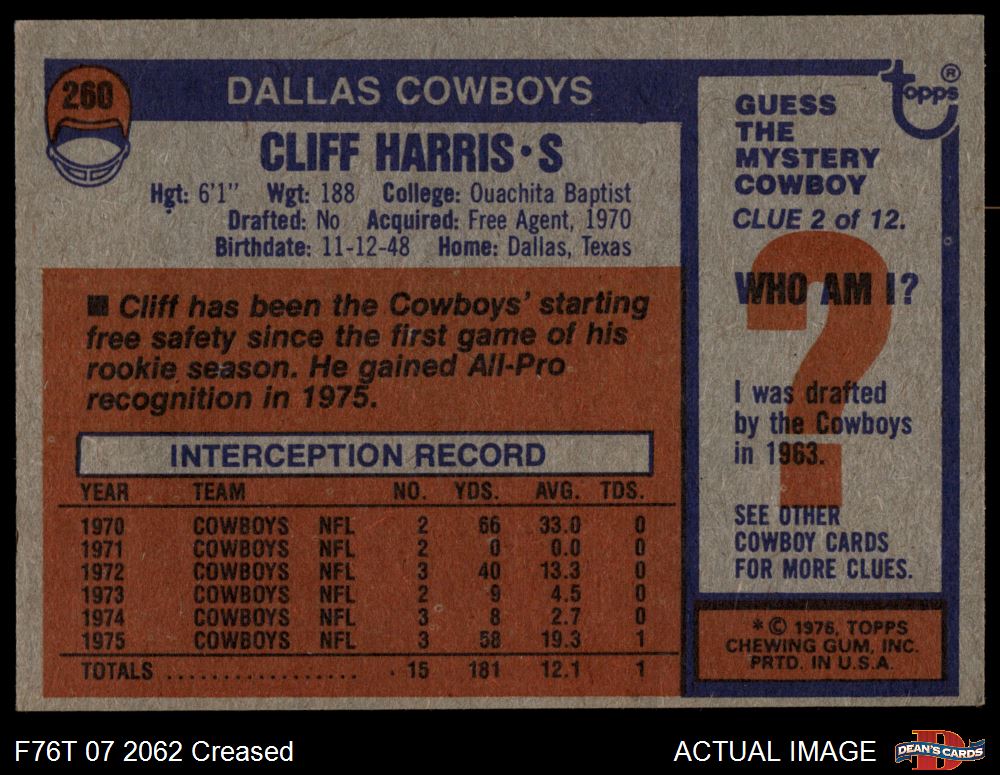 260
DALLAS COWBOYS
CLIFF HARRIS • S
Hgt: 6'1" Wgt: 188 College: Ouachita Baptist
Drafted: No Acquired: Free Agent, 1970
Birthdate: 11-12-48 Home: Dallas, Texas
■ Cliff has been the Cowboys' starting
free safety since the first game of his
rookie season. He gained All-Pro
recognition in 1975.
INTERCEPTION RECORD
YEAR TEAM NO. YDS. AVG. TDS.
1970 COWBOYS NFL 2 66 33.0 0
1971 COWBOYS NFL 2 0 0.0 0
1972 COWBOYS NFL 3 40 13.3 0
1973 COWBOYS NFL 2 9 4.5 0
1974 COWBOYS NFL 3 8 2.7 0
1975 COWBOYS NFL 3 58 19.3 1
TOTALS .................. 15 181 12.1 1
topps ®
GUESS
THE
MYSTERY
COWBOY
CLUE 2 of 12.
?
WHO AM I?
I was drafted
by the Cowboys
in 1963.
SEE OTHER
COWBOY CARDS
FOR MORE CLUES.
* © 1976, TOPPS
CHEWING GUM, INC.
PRTD. IN U.S.A.
F76T 07 2062 Creased
ACTUAL IMAGE
D
DEAN'S CARDS